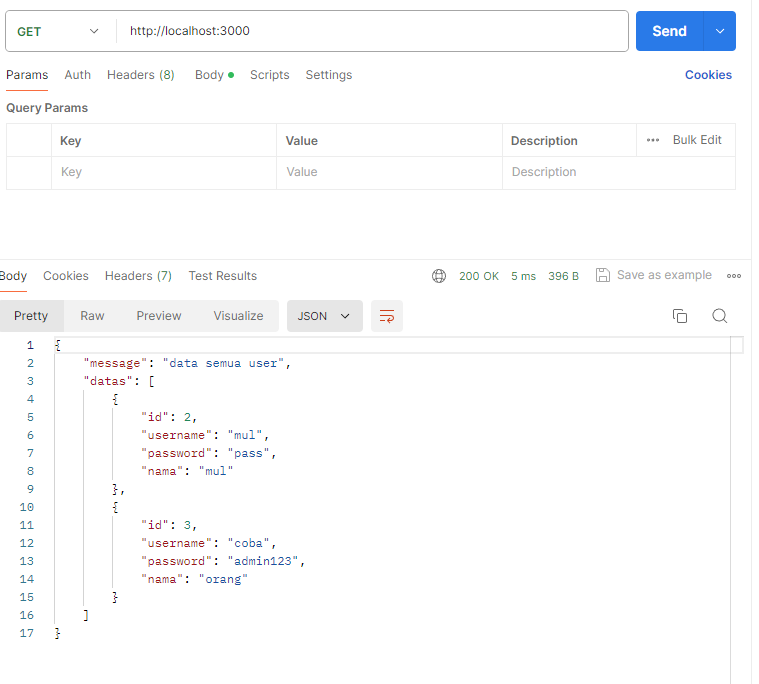 GET http://localhost:3000 Send
Params Auth Headers (8) Body Scripts Settings Cookies
Query Params
Key Value Description ••• Bulk Edit
Key Value Description
Body Cookies Headers (7) Test Results 200 OK 5 ms 396 B Save as example
Pretty Raw Preview Visualize JSON
1 {
2 "message": "data semua user",
3 "datas": [
4 {
5 "id": 2,
6 "username": "mul",
7 "password": "pass",
8 "nama": "mul"
9 },
10 {
11 "id": 3,
12 "username": "coba",
13 "password": "admin123",
14 "nama": "orang"
15 }
16 ]
17 }